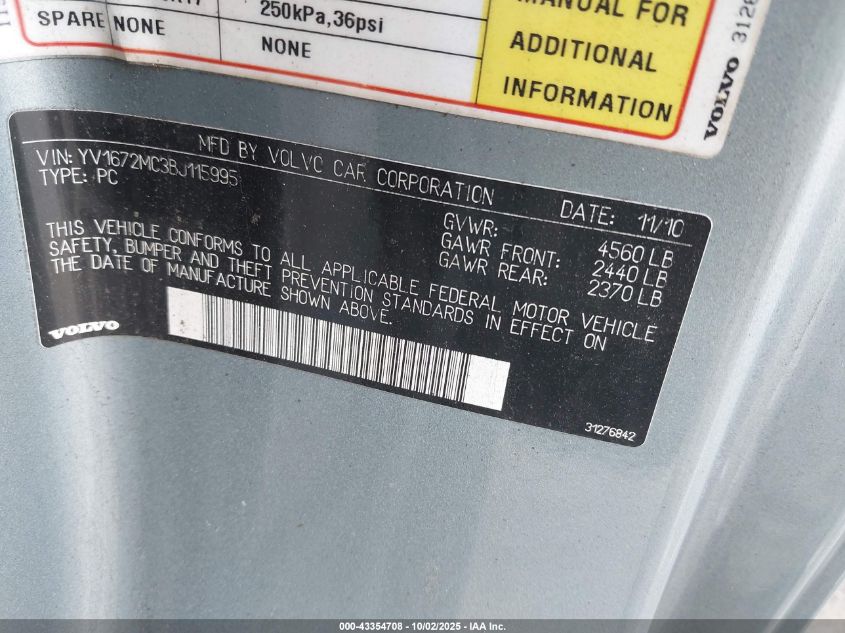 SPARE NONE
250kPa,36psi
NONE
MANUAL FOR
ADDITIONAL
INFORMATION
VOLVO 3126
MFD BY VOLVO CAR CORPORATION
VIN: YV1672MC3BJ115995
TYPE: PC
DATE: 11/10
GVWR: 4560 LB
GAWR FRONT: 2440 LB
GAWR REAR: 2370 LB
THIS VEHICLE CONFORMS TO ALL APPLICABLE FEDERAL MOTOR VEHICLE
SAFETY, BUMPER AND THEFT PREVENTION STANDARDS IN EFFECT ON
THE DATE OF MANUFACTURE SHOWN ABOVE.
VOLVO
31276842
000-43354708 - 10/02/2025 - IAA Inc.